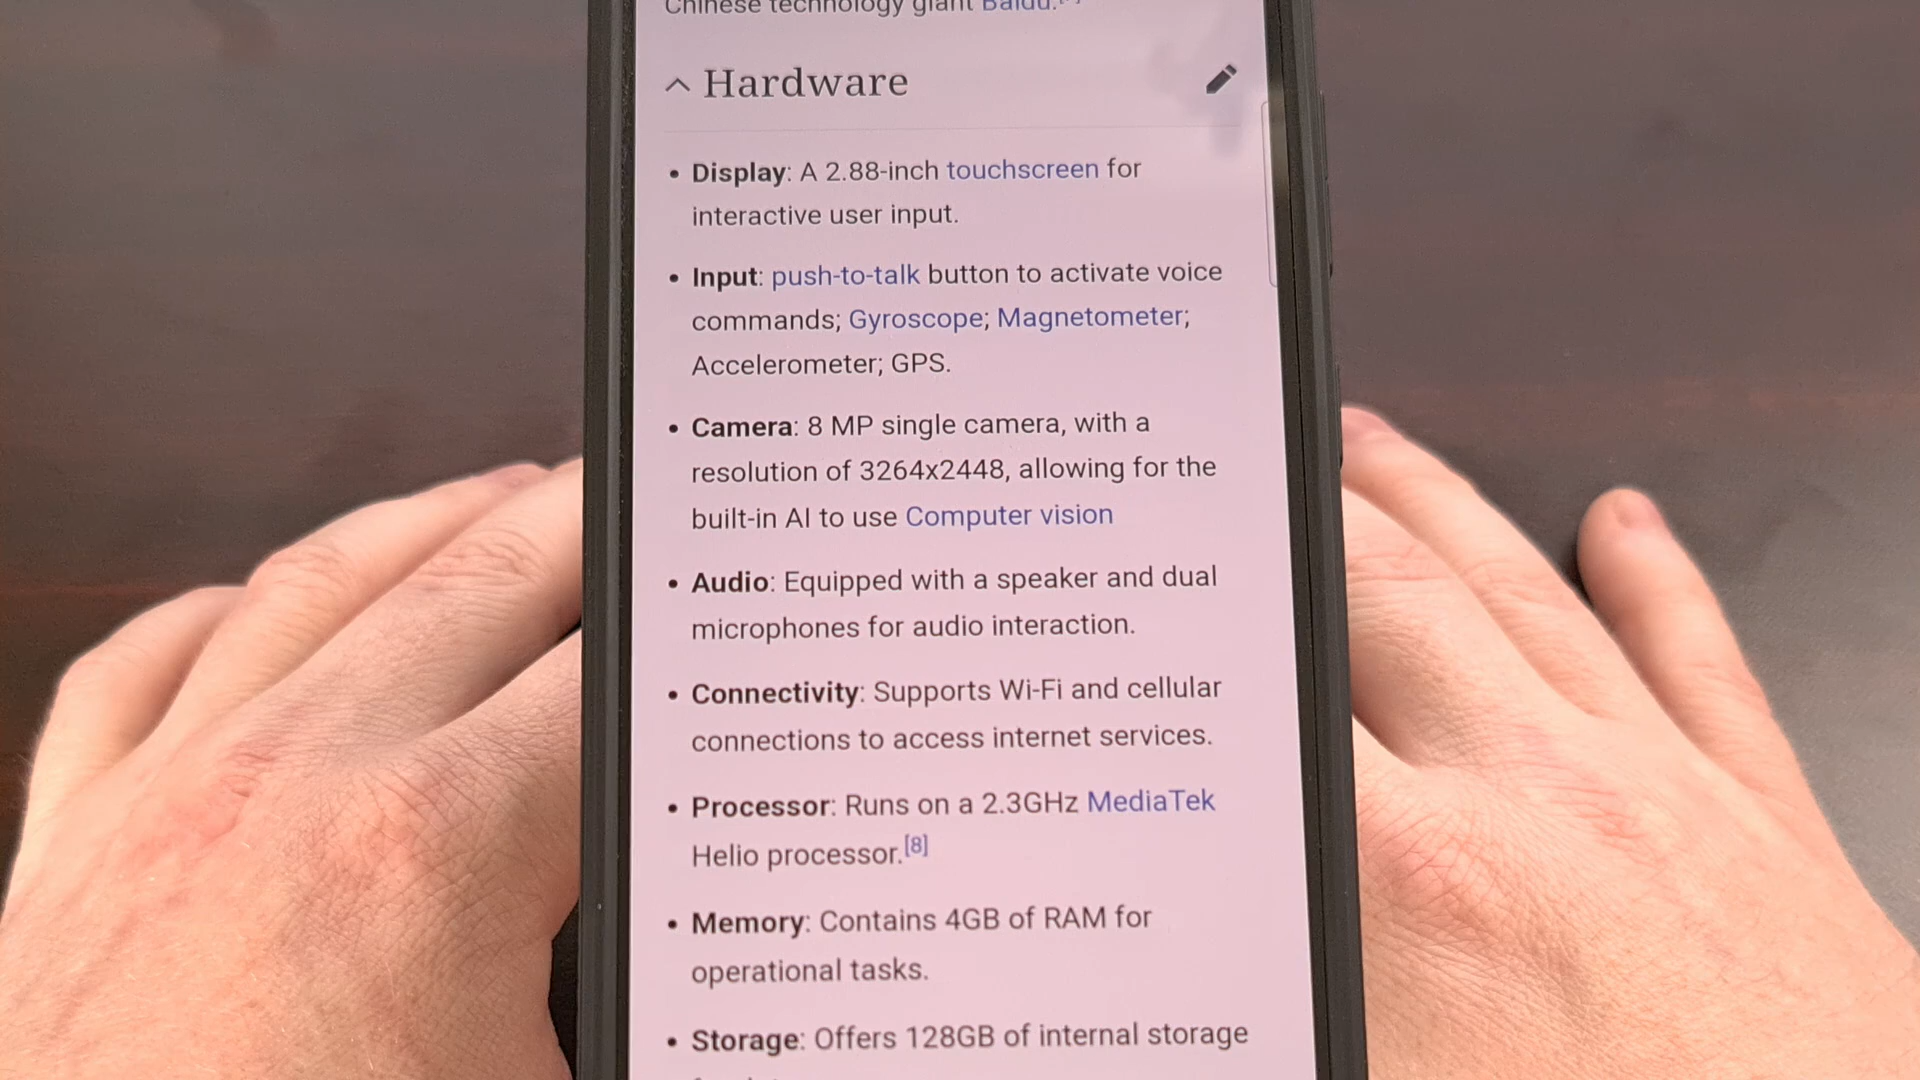 Chinese technology giant Baidu.
Hardware
• Display: A 2.88-inch touchscreen for
interactive user input.
• Input: push-to-talk button to activate voice
commands; Gyroscope; Magnetometer;
Accelerometer; GPS.
• Camera: 8 MP single camera, with a
resolution of 3264x2448, allowing for the
built-in AI to use Computer vision
• Audio: Equipped with a speaker and dual
microphones for audio interaction.
• Connectivity: Supports Wi-Fi and cellular
connections to access internet services.
• Processor: Runs on a 2.3GHz MediaTek
Helio processor.[8]
• Memory: Contains 4GB of RAM for
operational tasks.
• Storage: Offers 128GB of internal storage